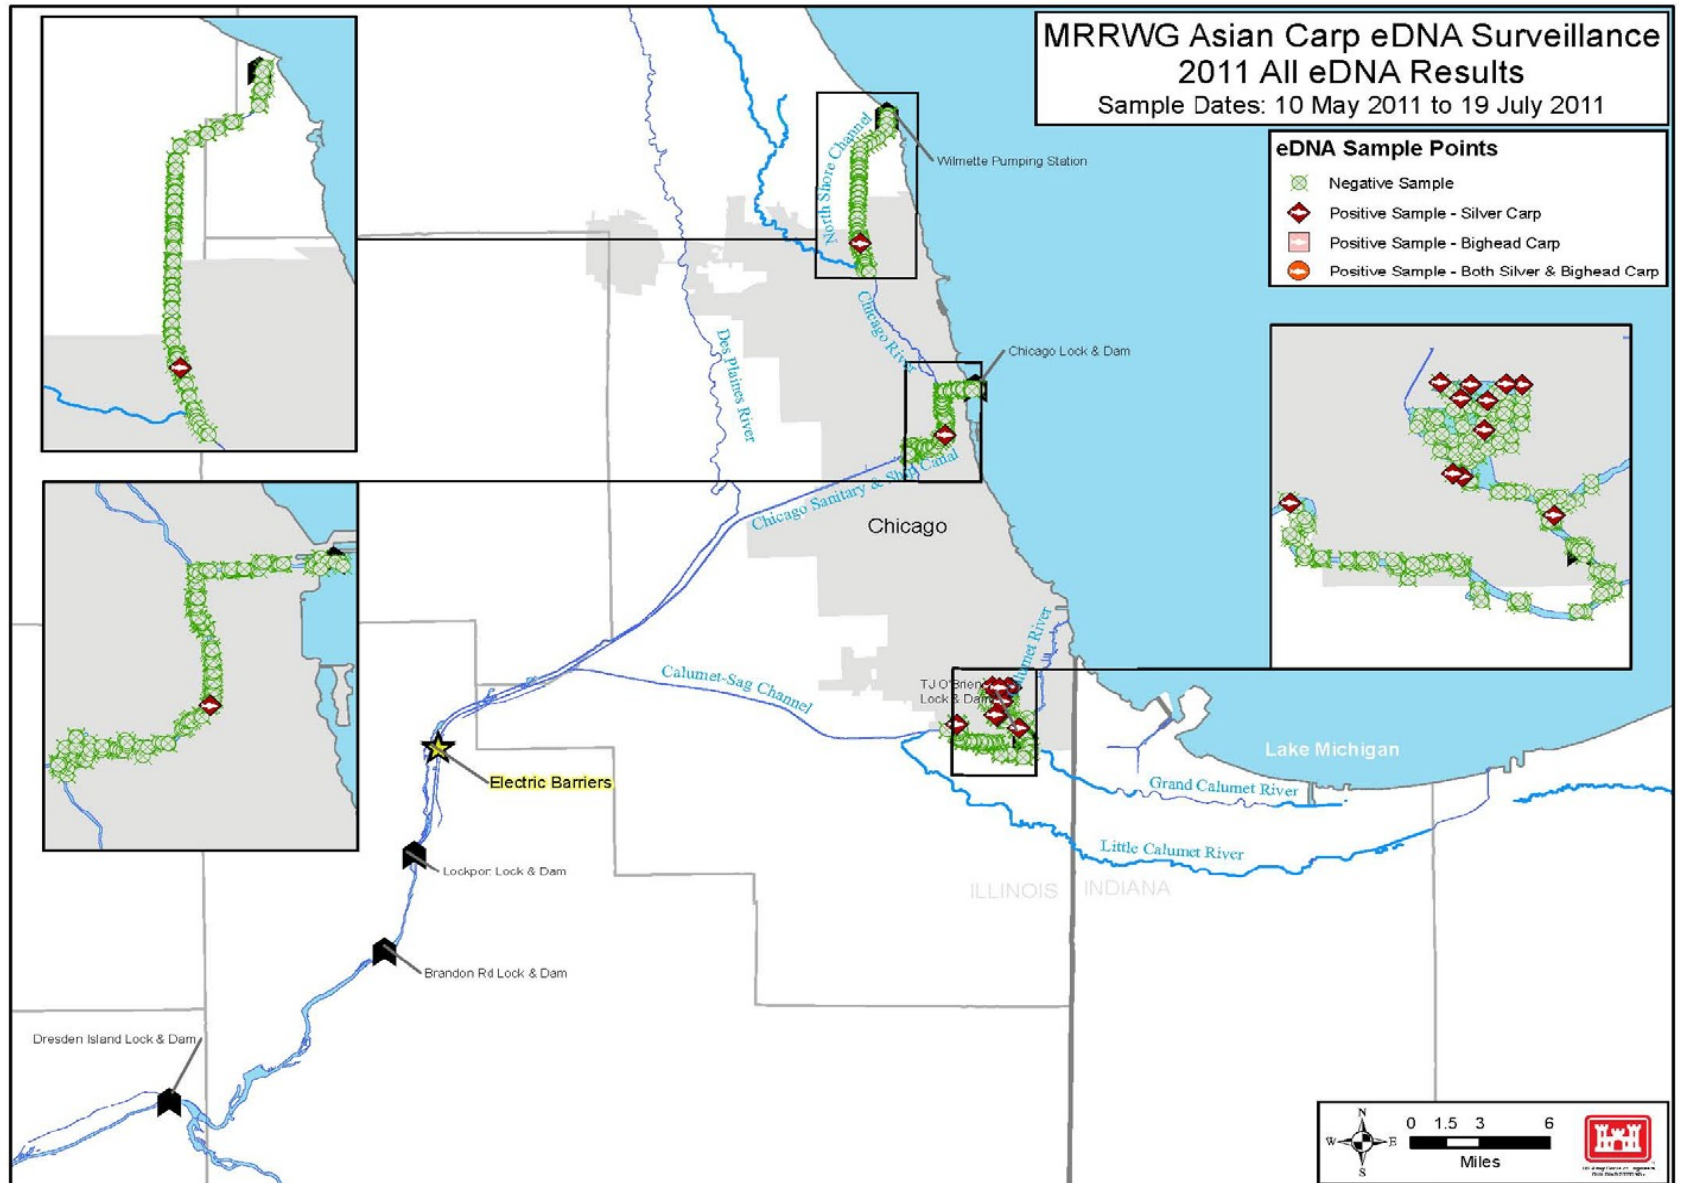 MRRWG Asian Carp eDNA Surveillance
2011 All eDNA Results
Sample Dates: 10 May 2011 to 19 July 2011
eDNA Sample Points
Negative Sample
Positive Sample - Silver Carp
Positive Sample - Bighead Carp
Positive Sample - Both Silver & Bighead Carp
North Shore Channel
Wilmette Pumping Station
Chicago River
Des Plaines River
Chicago Lock & Dam
Chicago Sanitary & Ship Canal
Chicago
Calumet River
Calumet-Sag Channel
TJ O'Brien
Lock & Dam
Lake Michigan
Electric Barriers
Grand Calumet River
Little Calumet River
Lockport Lock & Dam
ILLINOIS
INDIANA
Brandon Rd Lock & Dam
Dresden Island Lock & Dam
N
W
E
S
0 1.5 3 6
Miles